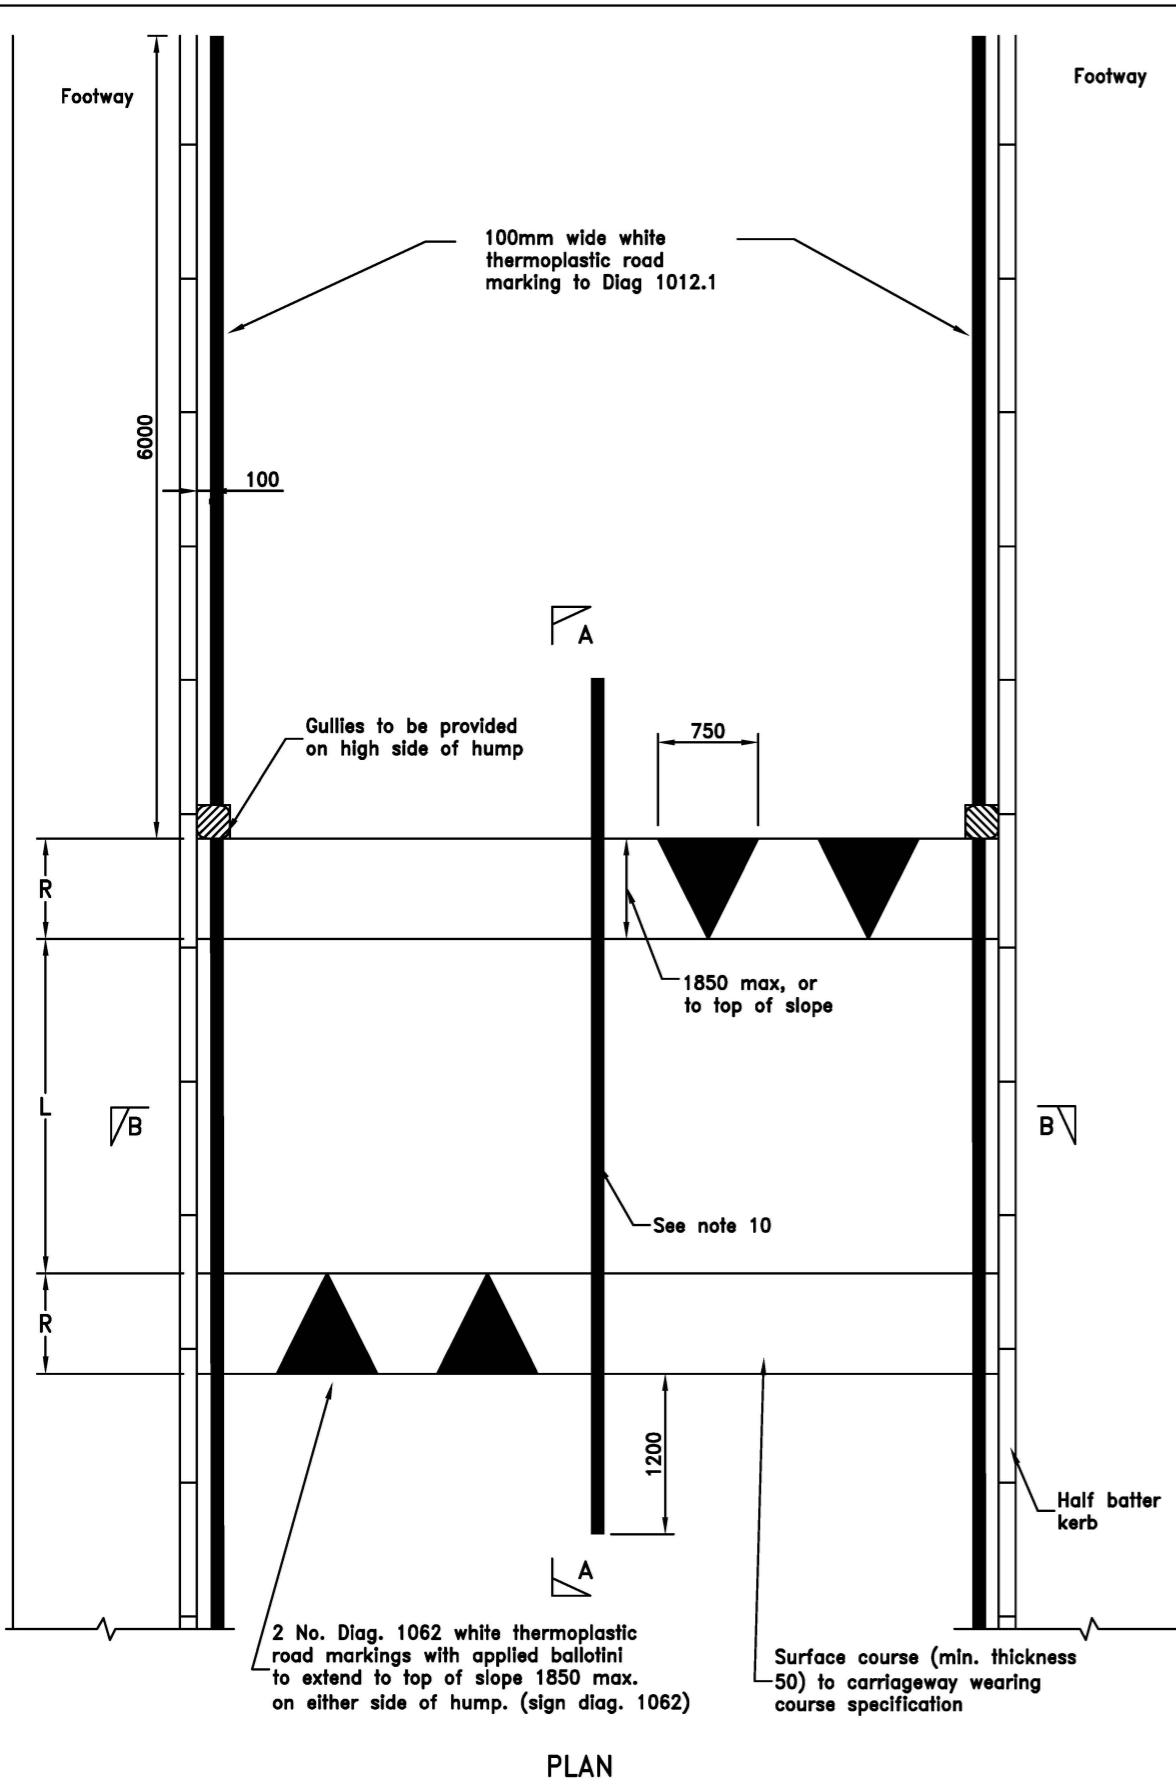 Footway
Footway
100mm wide white
thermoplastic road
marking to Diag 1012.1
6000
100
A
Gullies to be provided
on high side of hump
750
R
1850 max, or
to top of slope
L
B
B
See note 10
R
1200
Half batter
kerb
A
2 No. Diag. 1062 white thermoplastic
road markings with applied ballotini
to extend to top of slope 1850 max.
on either side of hump. (sign diag. 1062)
Surface course (min. thickness
50) to carriageway wearing
course specification
PLAN